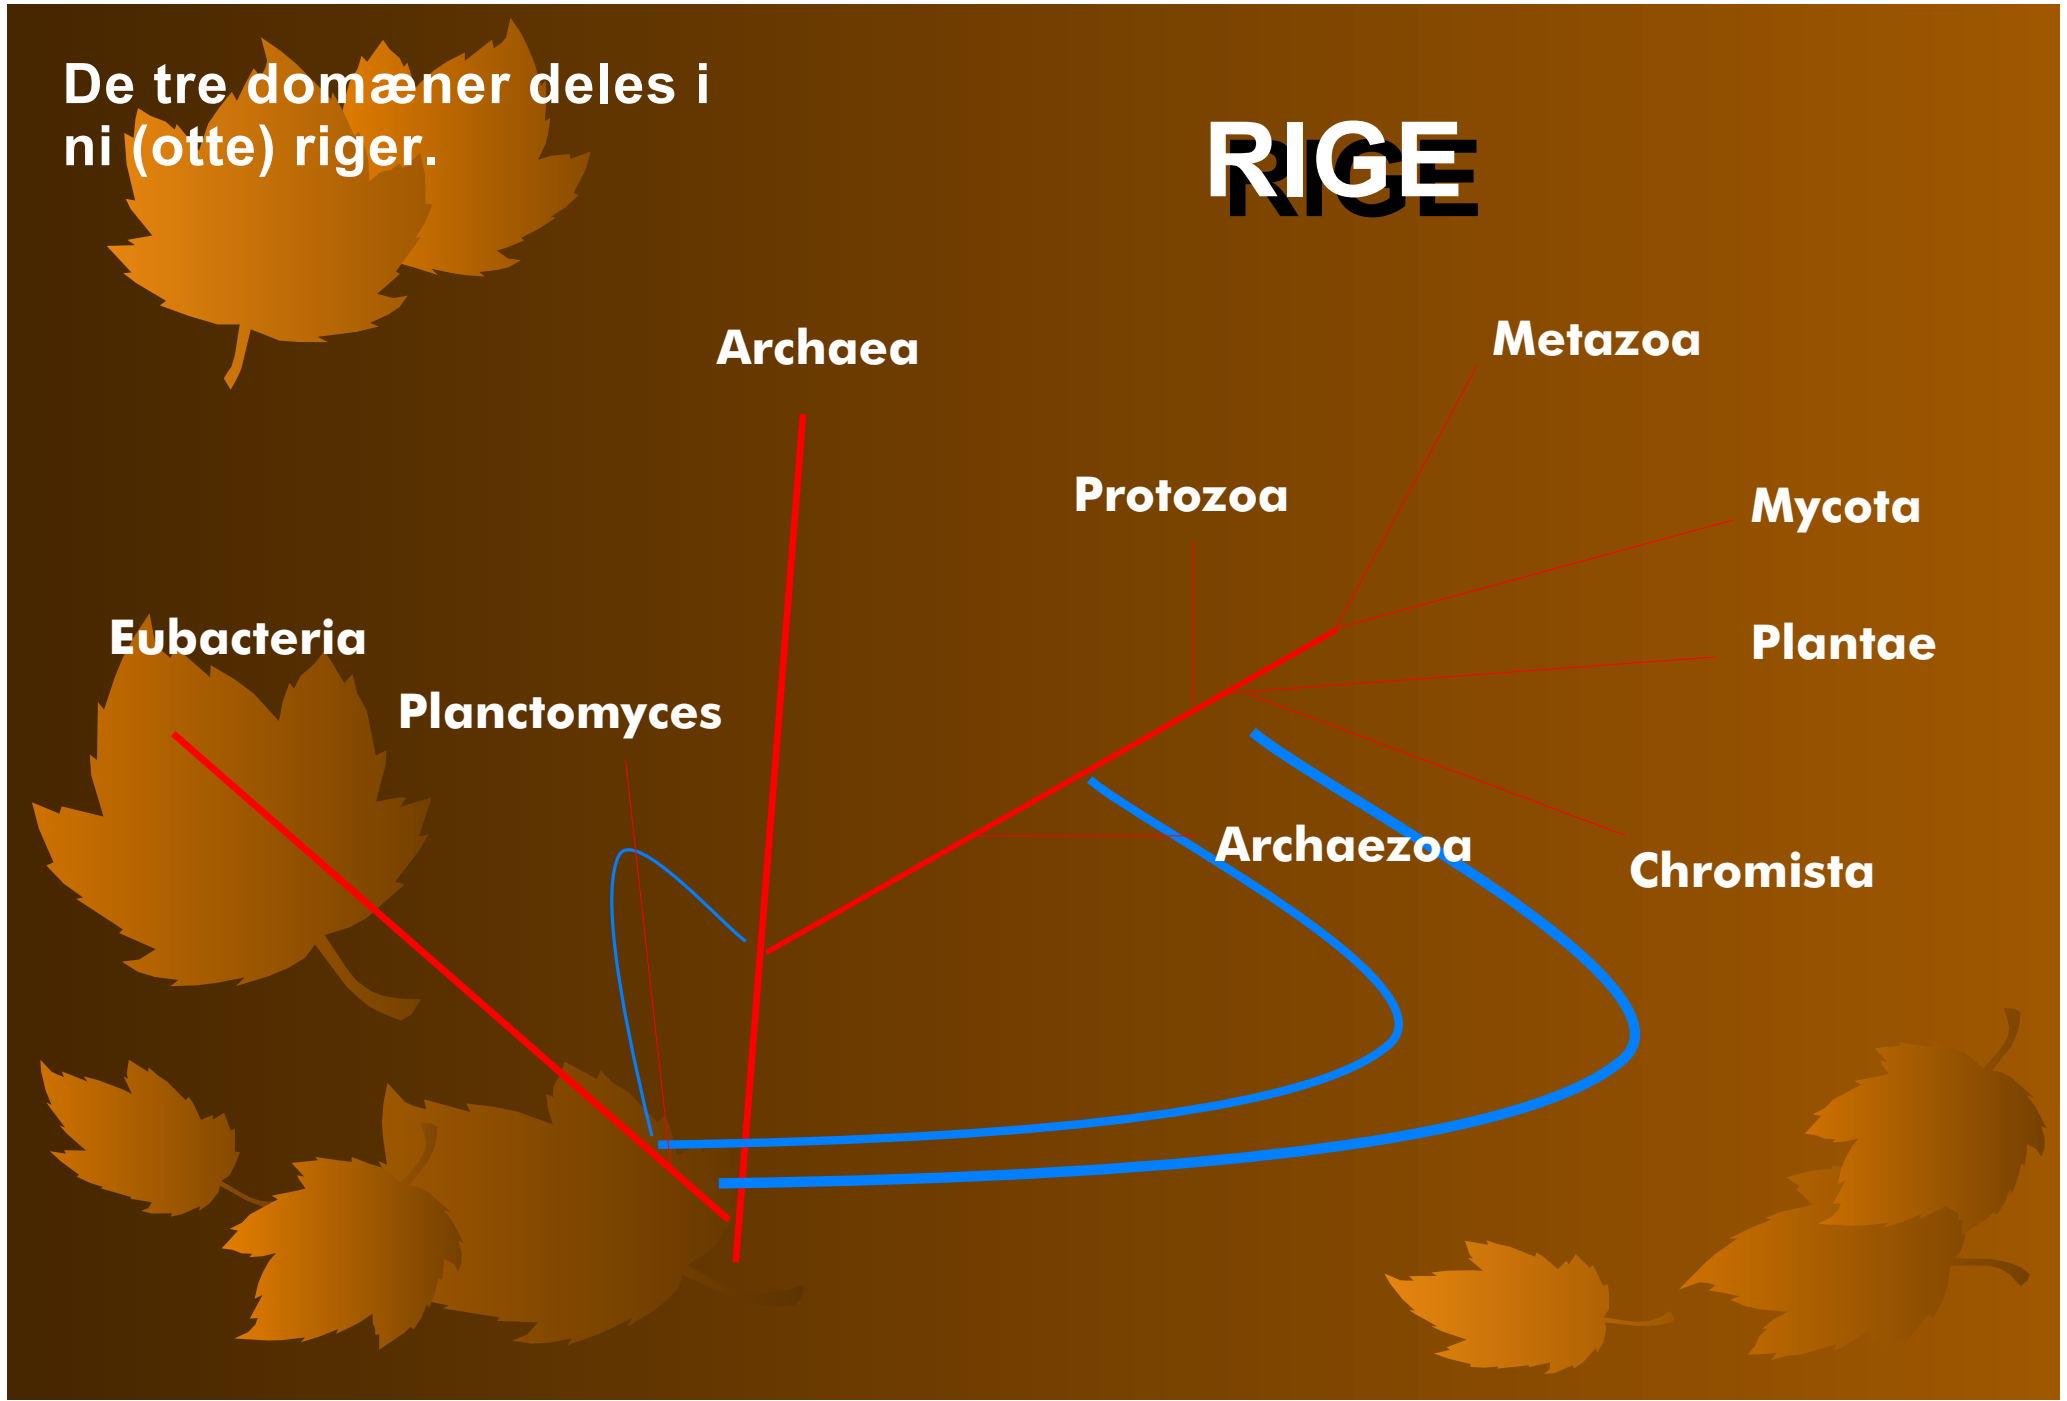 De tre domæner deles i
ni (otte) riger.
RIGE
Archaea
Metazoa
Protozoa
Mycota
Eubacteria
Plantae
Planctomyces
Archaezoa
Chromista